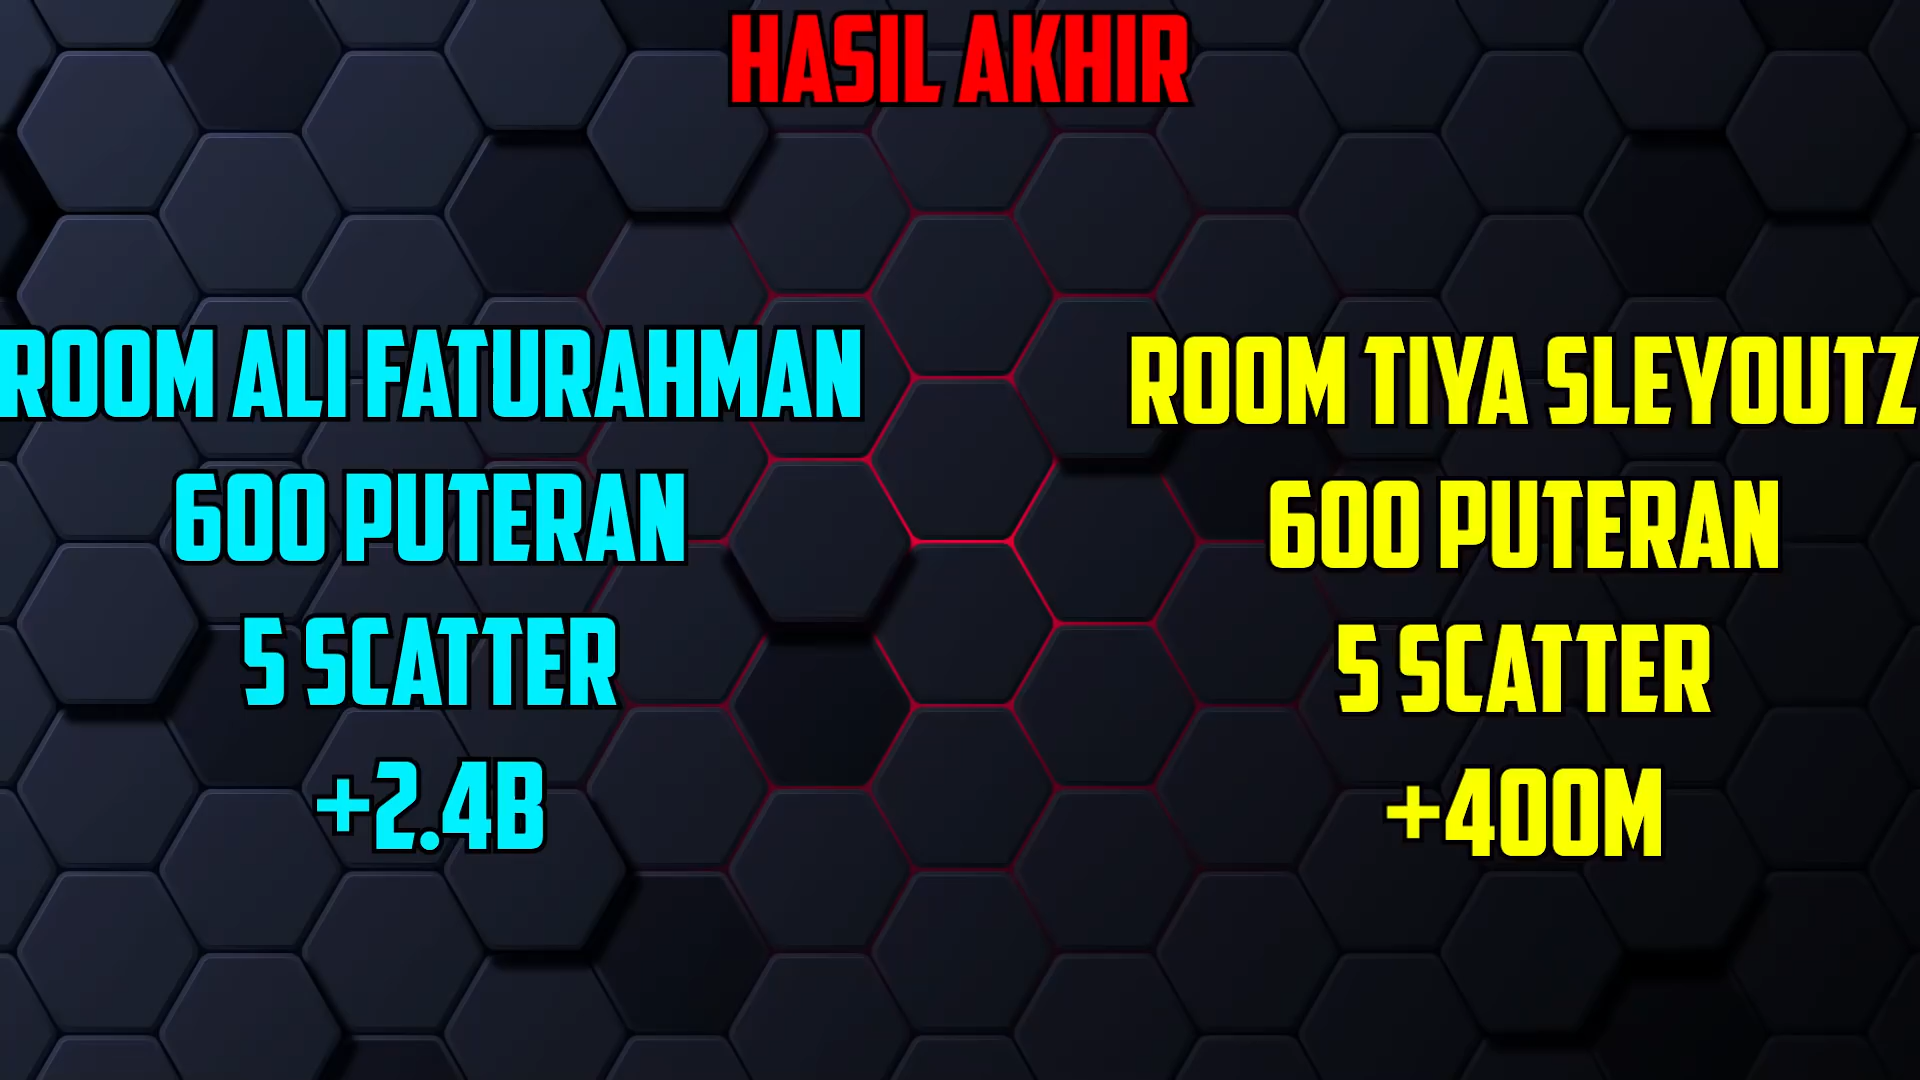 HASIL AKHIR
ROOM ALI FATURAHMAN
600 PUTERAN
5 SCATTER
+2.4B
ROOM TIYA SLEYOUTZ
600 PUTERAN
5 SCATTER
+400M